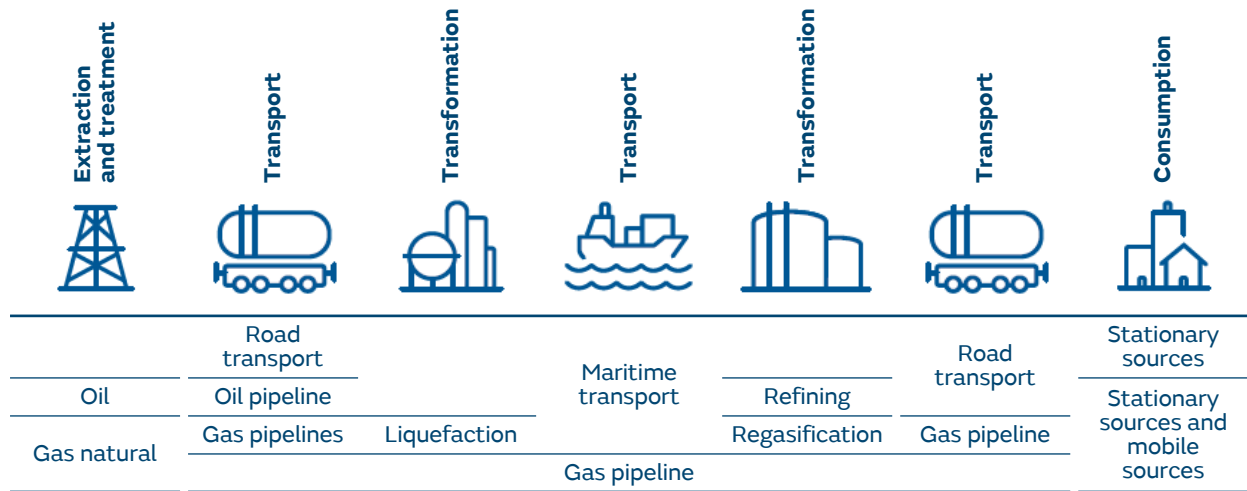 Extraction
and treatment
Transport
Transformation
Transport
Transformation
Transport
Consumption
Road
transport
Maritime
transport
Road
transport
Stationary
sources
Oil
Oil pipeline
Refining
Stationary
sources and
mobile
sources
Gas natural
Gas pipelines
Liquefaction
Regasification
Gas pipeline
Gas pipeline